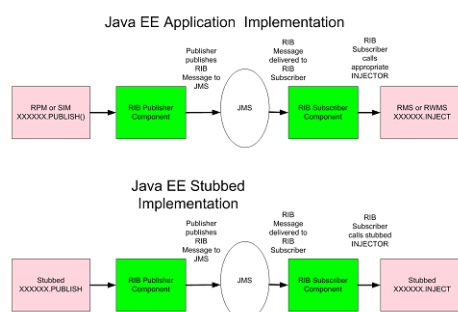 Java EE Application Implementation
Publisher
publishes
RIB
Message to
JMS
RIB
Message
delivered to
RIB
Subscriber
RIB
Subscriber
calls
appropriate
INJECTOR
RPM or SIM
XXXXXX.PUBLISH()
RIB Publisher
Component
JMS
RIB Subscriber
Component
RMS or RWMS
XXXXXX.INJECT
Java EE Stubbed
Implementation
Publisher
publishes
RIB
Message to
JMS
RIB
Message
delivered to
RIB
Subscriber
RIB
Subscriber
calls stubbed
INJECTOR
Stubbed
XXXXXX.PUBLISH
RIB Publisher
Component
JMS
RIB Subscriber
Component
Stubbed
XXXXXX.INJECT